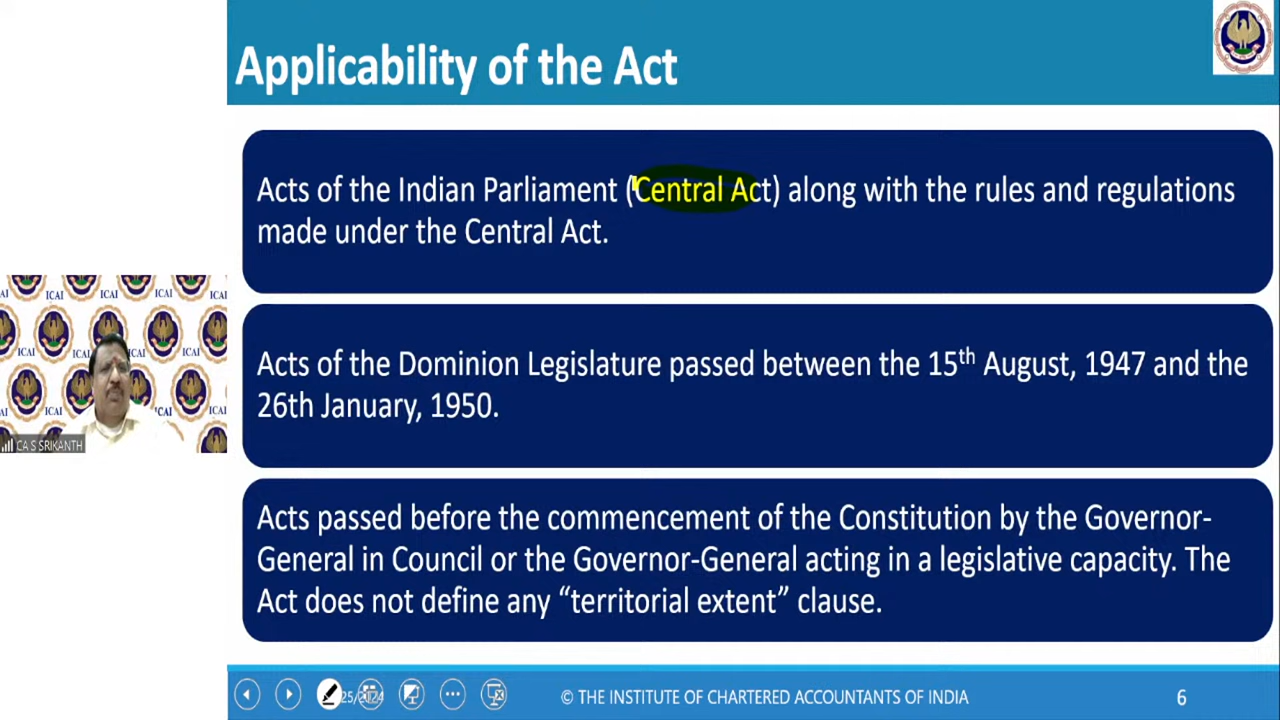 Applicability of the Act
Acts of the Indian Parliament (Central Act) along with the rules and regulations
made under the Central Act.
Acts of the Dominion Legislature passed between the 15th August, 1947 and the
26th January, 1950.
Acts passed before the commencement of the Constitution by the Governor-
General in Council or the Governor-General acting in a legislative capacity. The
Act does not define any “territorial extent” clause.
ICAI
ICAI
ICAI
ICAI
CA S SRIKANTH
© THE INSTITUTE OF CHARTERED ACCOUNTANTS OF INDIA
6